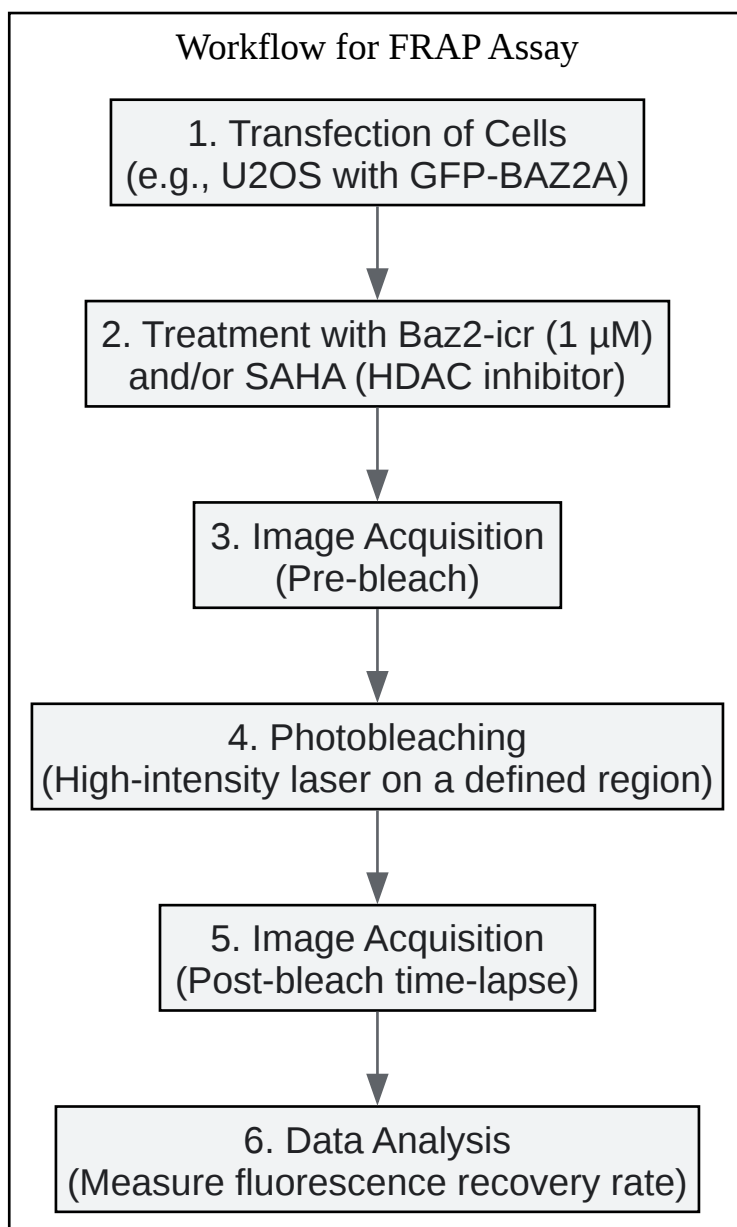 Workflow for FRAP Assay
1. Transfection of Cells
(e.g., U2OS with GFP-BAZ2A)
2. Treatment with Baz2-icr (1 µM)
and/or SAHA (HDAC inhibitor)
3. Image Acquisition
(Pre-bleach)
4. Photobleaching
(High-intensity laser on a defined region)
5. Image Acquisition
(Post-bleach time-lapse)
6. Data Analysis
(Measure fluorescence recovery rate)